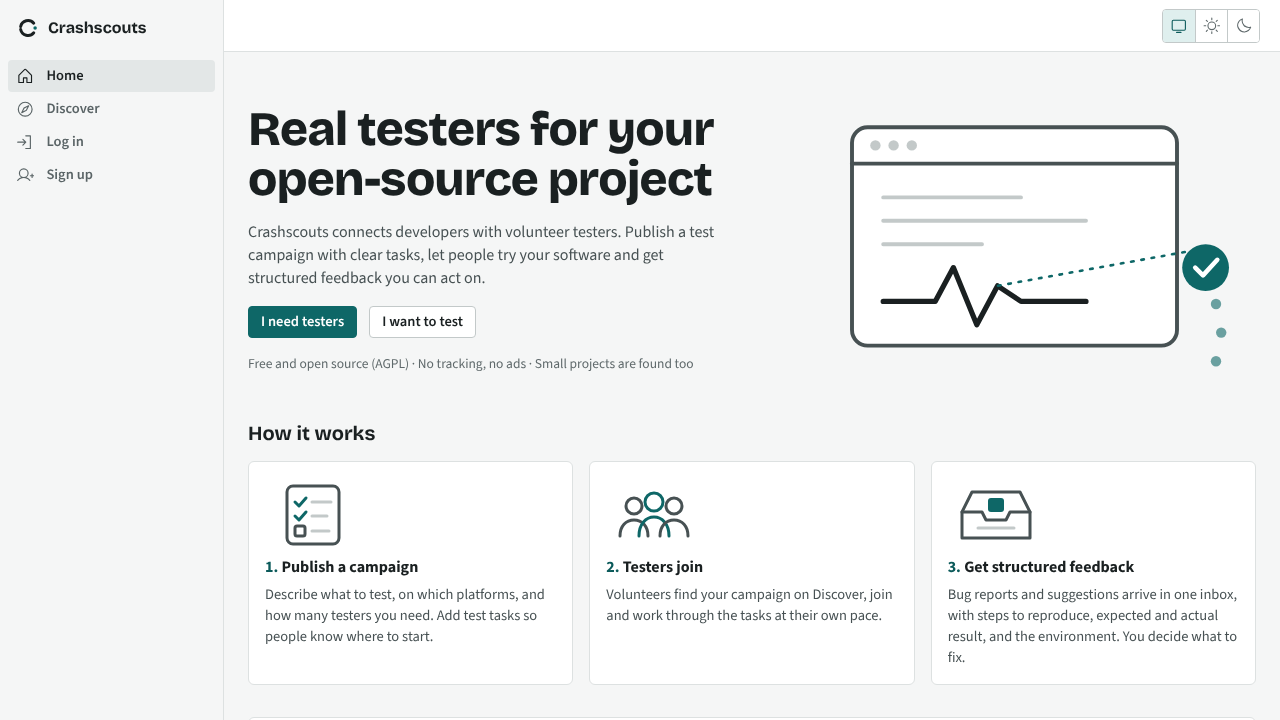 Crashscouts
Home
Discover
Log in
Sign up
Real testers for your
open-source project
Crashscouts connects developers with volunteer testers. Publish a test
campaign with clear tasks, let people try your software and get
structured feedback you can act on.
I need testers
I want to test
Free and open source (AGPL) · No tracking, no ads · Small projects are found too
How it works
1. Publish a campaign
Describe what to test, on which platforms, and
how many testers you need. Add test tasks so
people know where to start.
2. Testers join
Volunteers find your campaign on Discover, join
and work through the tasks at their own pace.
3. Get structured feedback
Bug reports and suggestions arrive in one inbox,
with steps to reproduce, expected and actual
result, and the environment. You decide what to
fix.